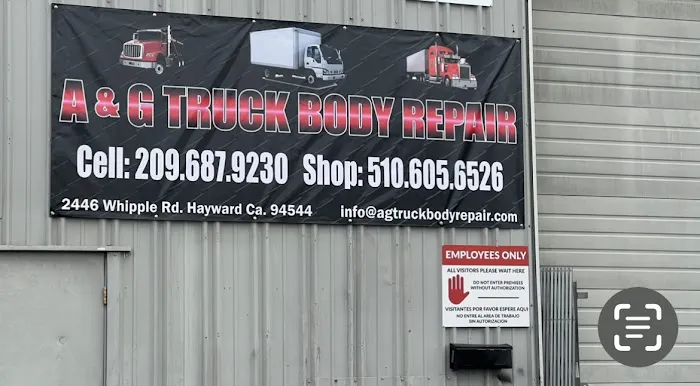 A & G TRUCK BODY REPAIR
Cell: 209.687.9230 Shop: 510.605.6526
2446 Whipple Rd. Hayward Ca. 94544 info@agtruckbodyrepair.com
EMPLOYEES ONLY
ALL VISITORS PLEASE WAIT HERE
DO NOT ENTER PREMISES
WITHOUT AUTHORIZATION
VISITANTES POR FAVOR ESPERE AQUI
NO ENTRE AL AREA DE TRABAJO
SIN AUTORIZACION